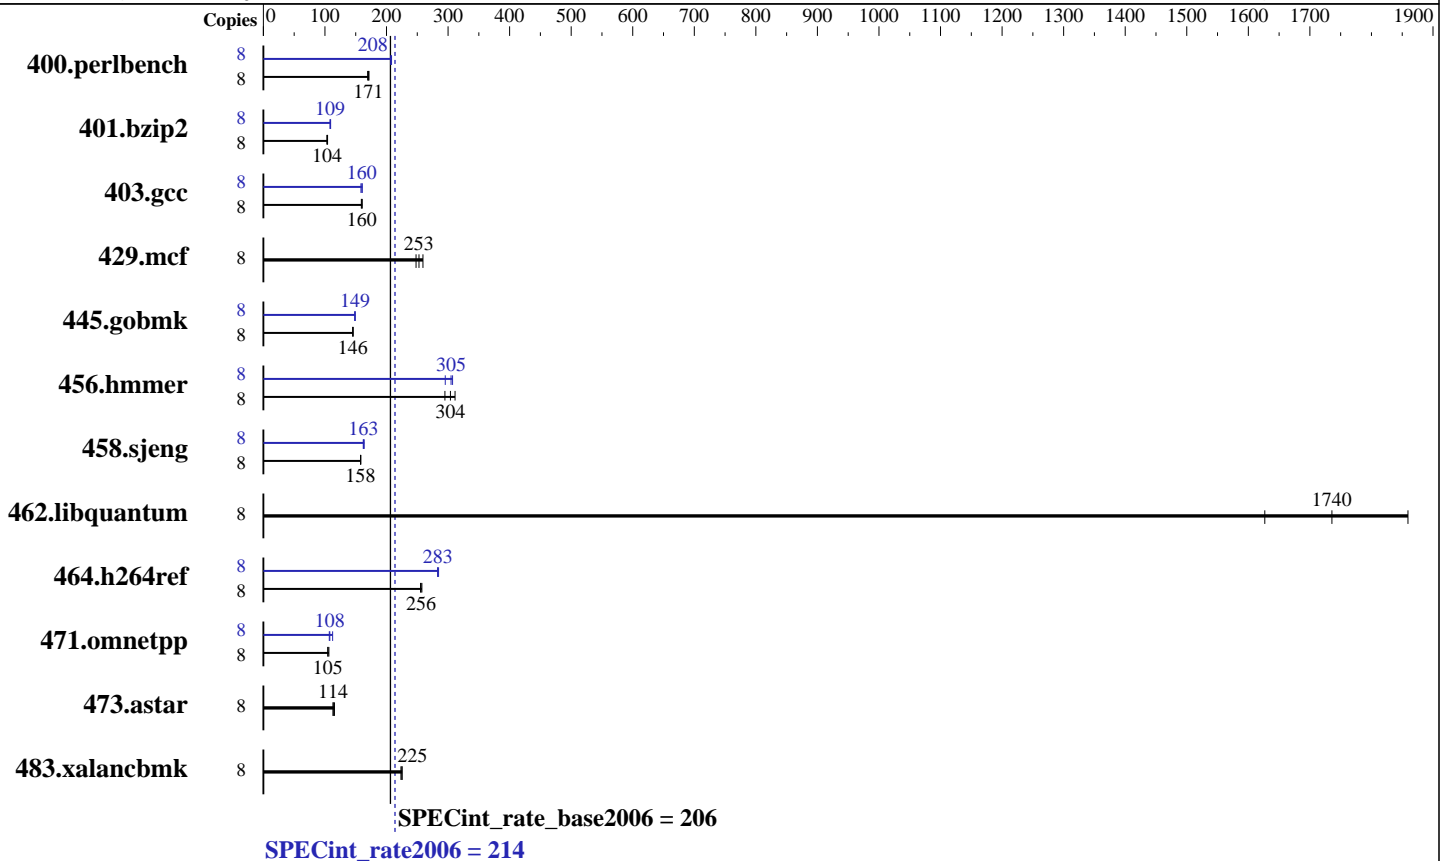 Copies 0 100 200 300 400 500 600 700 800 900 1000 1100 1200 1300 1400 1500 1600 1700 1900
400.perlbench 8 208
8 171
401.bzip2 8 109
8 104
403.gcc 8 160
8 160
429.mcf 8 253
445.gobmk 8 149
8 146
456.hmmer 8 305
8 304
458.sjeng 8 163
8 158
462.libquantum 8 1740
464.h264ref 8 283
8 256
471.omnetpp 8 108
8 105
473.astar 8 114
483.xalancbmk 8 225
SPECint_rate_base2006 = 206
SPECint_rate2006 = 214